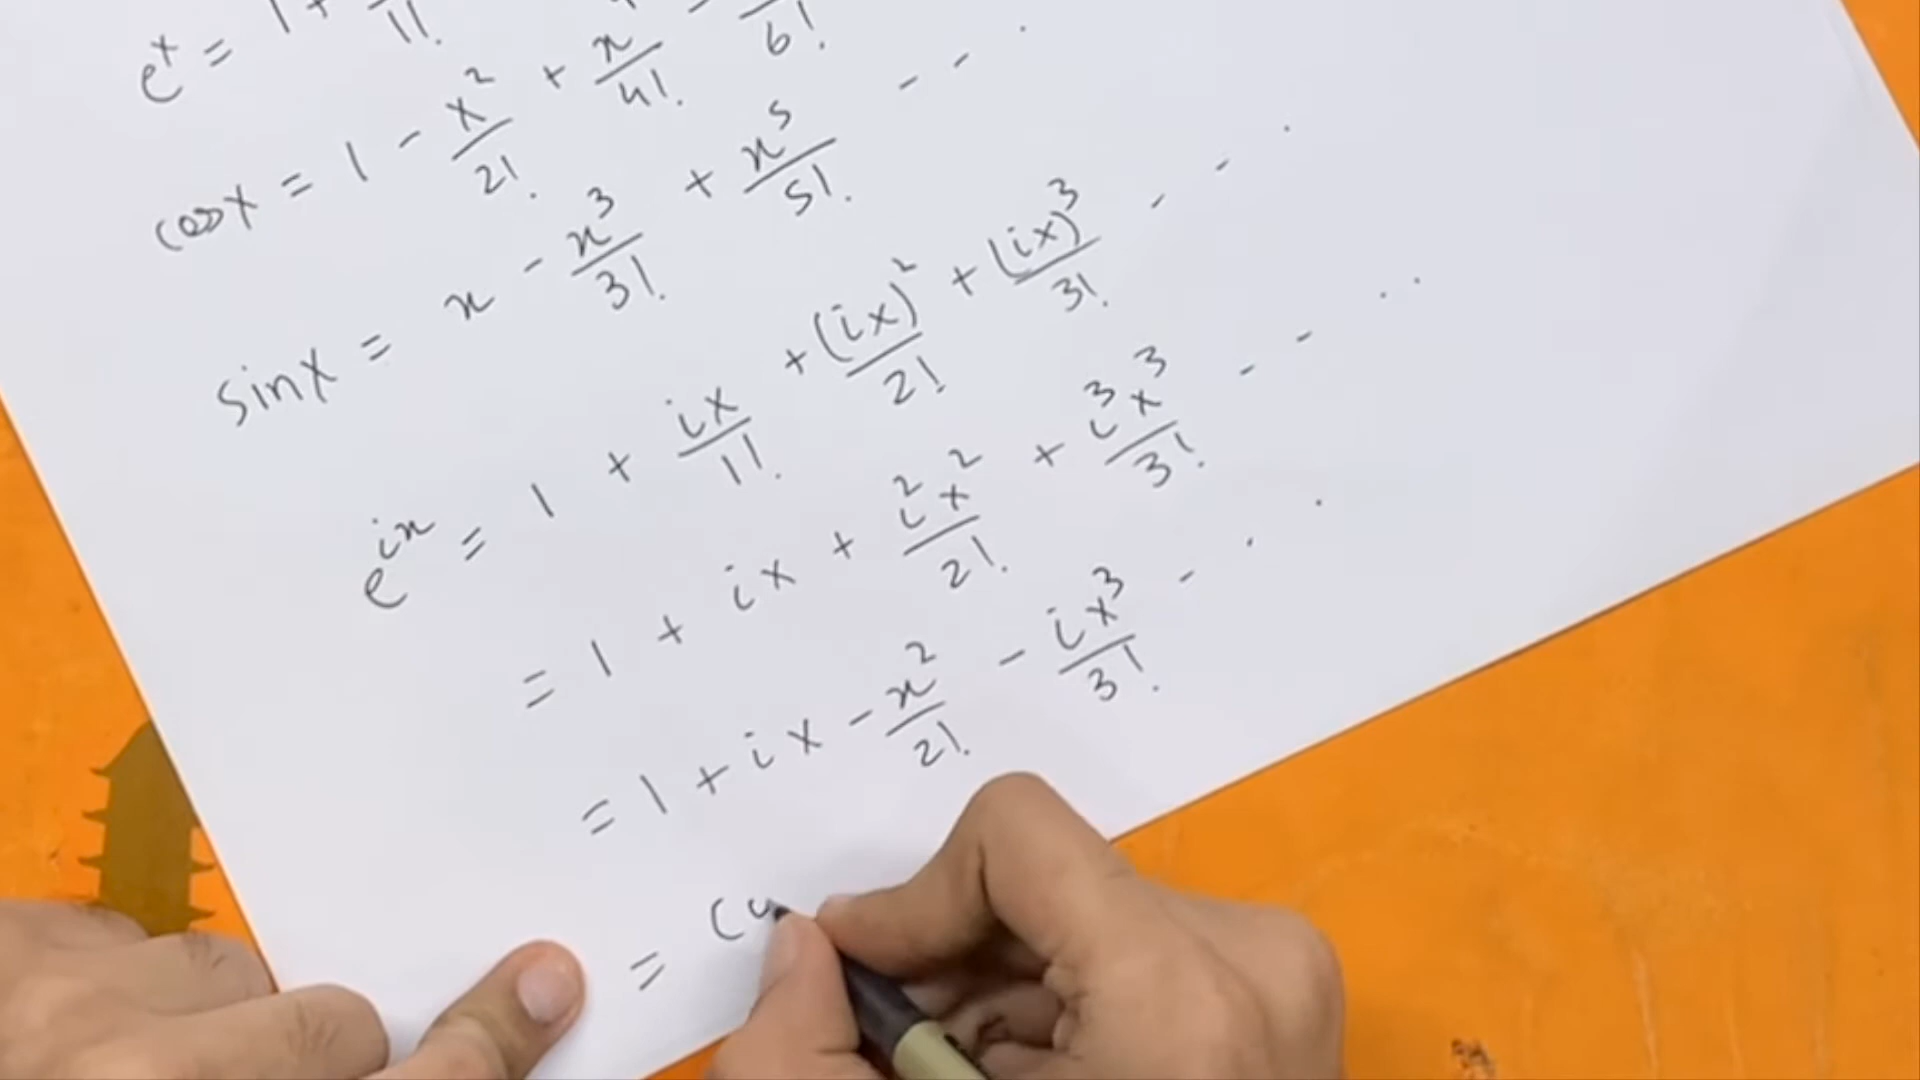 e^x = 1 + /1!
cos x = 1 - x^2/2! + x^4/4! - /6!
sin x = x - x^3/3! + x^5/5! - - .
e^ix = 1 + ix/1! + (ix)^2/2! + (ix)^3/3! - - .
= 1 + ix + i^2x^2/2! + i^3x^3/3! - - . .
= 1 + ix - x^2/2! - ix^3/3! - . .
= (